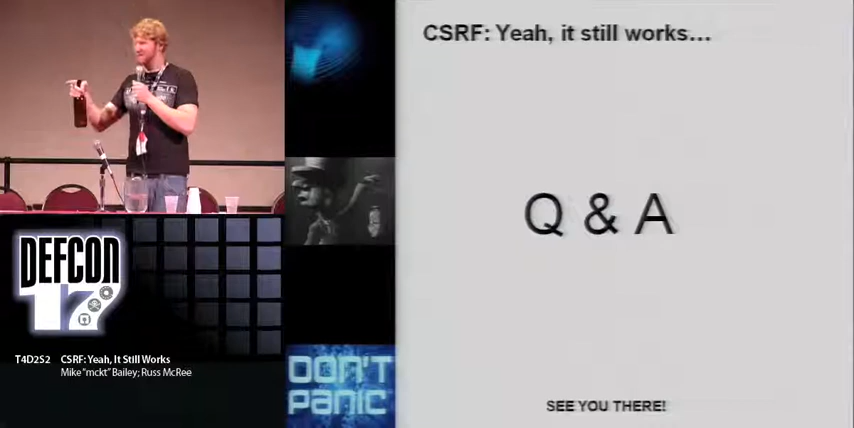 CSRF: Yeah, it still works...
Q & A
SEE YOU THERE!
DEFCON
17
T4D2S2 CSRF: Yeah, It Still Works
Mike "mckt" Bailey; Russ McRee
DON'T
PANIC